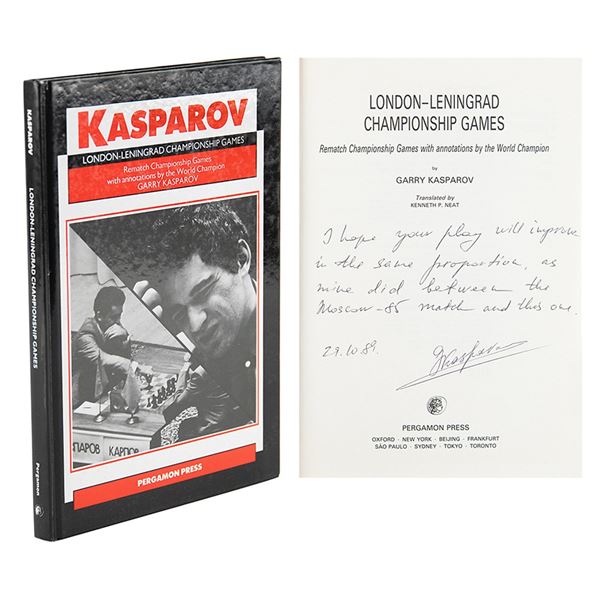 KASPAROV
LONDON-LENINGRAD CHAMPIONSHIP GAMES
Pergamon
KASPAROV
LONDON-LENINGRAD CHAMPIONSHIP GAMES
Rematch Championship Games
with annotations by the World Champion
GARRY KASPAROV
ПАРОВ
КАРПОВ
PERGAMON PRESS
LONDON–LENINGRAD
CHAMPIONSHIP GAMES
Rematch Championship Games with annotations by the World Champion
by
GARRY KASPAROV
Translated by
KENNETH P. NEAT
I hope your play will improve
in the same proportion, as
mine did between the
Moscow-85 match and this one.
29.10.89.
GKasparov
PERGAMON PRESS
OXFORD · NEW YORK · BEIJING · FRANKFURT
SÃO PAULO · SYDNEY · TOKYO · TORONTO